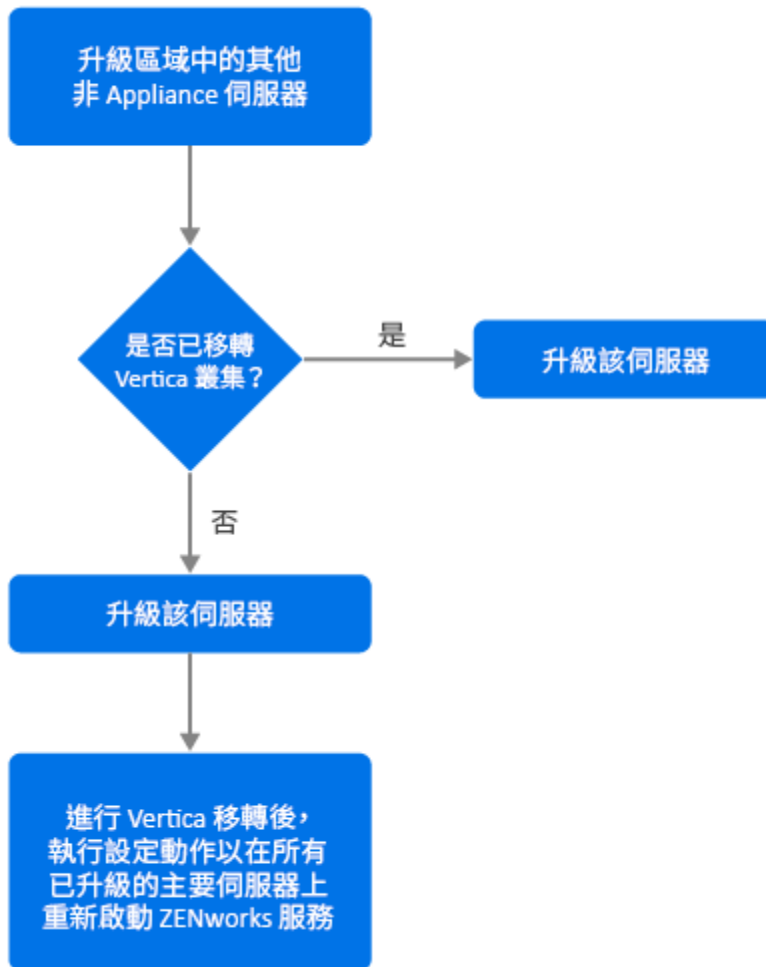 升級區域中的其他
非 Appliance 伺服器
是否已移轉
Vertica 叢集？
是
升級該伺服器
否
升級該伺服器
進行 Vertica 移轉後，
執行設定動作以在所有
已升級的主要伺服器上
重新啟動 ZENworks 服務